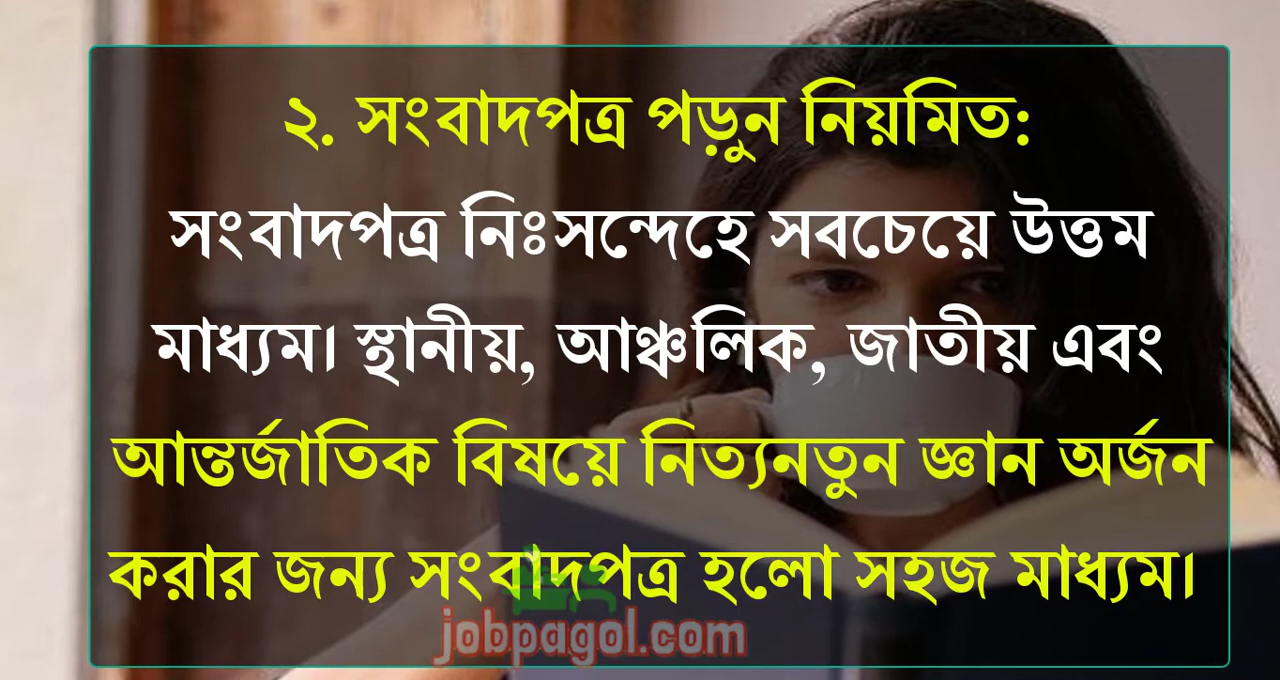 ২. সংবাদপত্র পড়ুন নিয়মিত:
সংবাদপত্র নিঃসন্দেহে সবচেয়ে উত্তম
মাধ্যম। স্থানীয়, আঞ্চলিক, জাতীয় এবং
আন্তর্জাতিক বিষয়ে নিত্যনতুন জ্ঞান অর্জন
করার জন্য সংবাদপত্র হলো সহজ মাধ্যম।
jobpagol.com